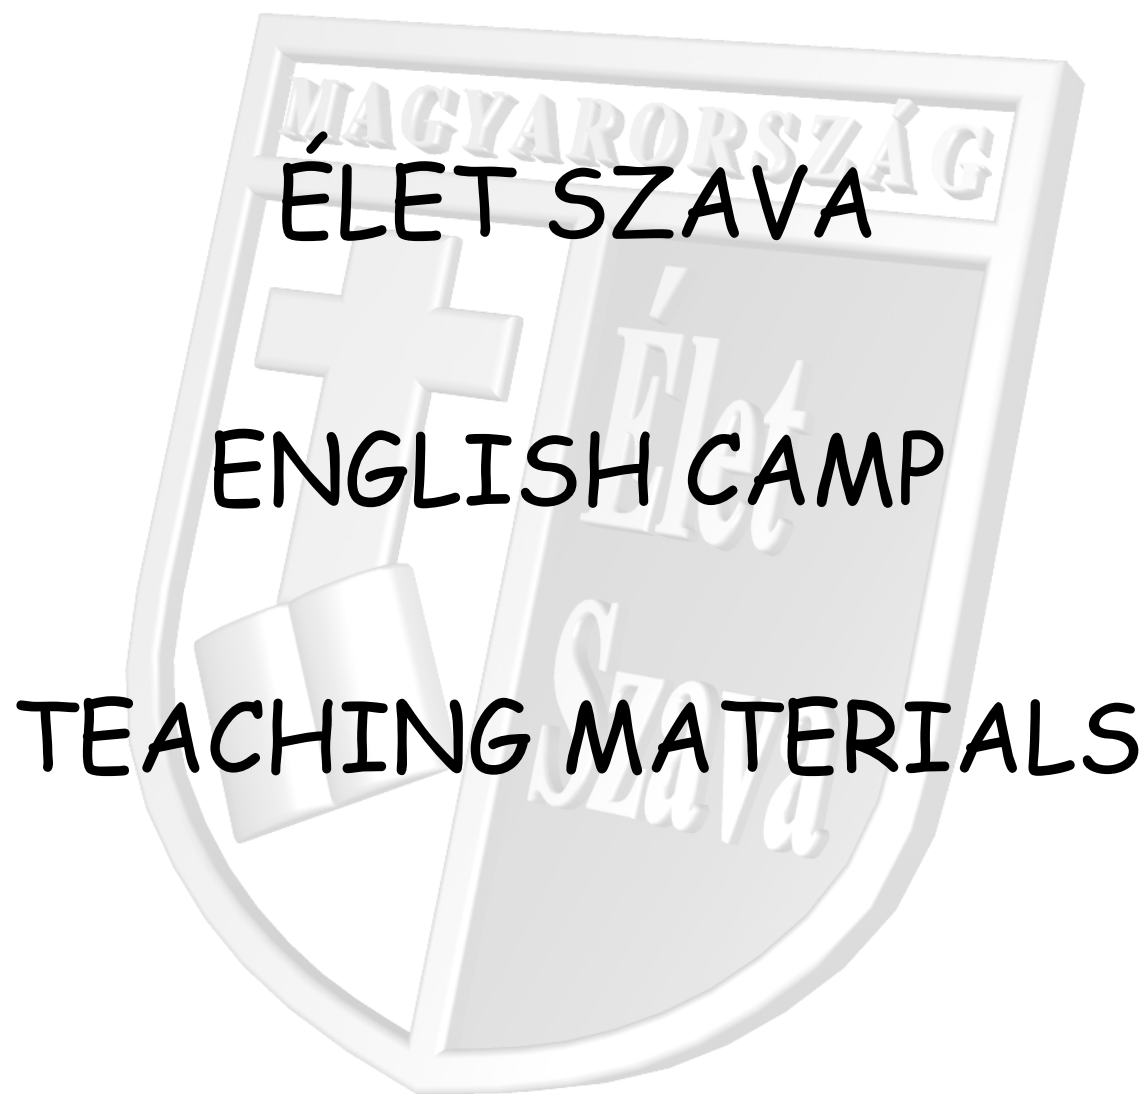 MAGYARORSZÁG
ÉLET SZAVA
Élet
ENGLISH CAMP
Szava
TEACHING MATERIALS